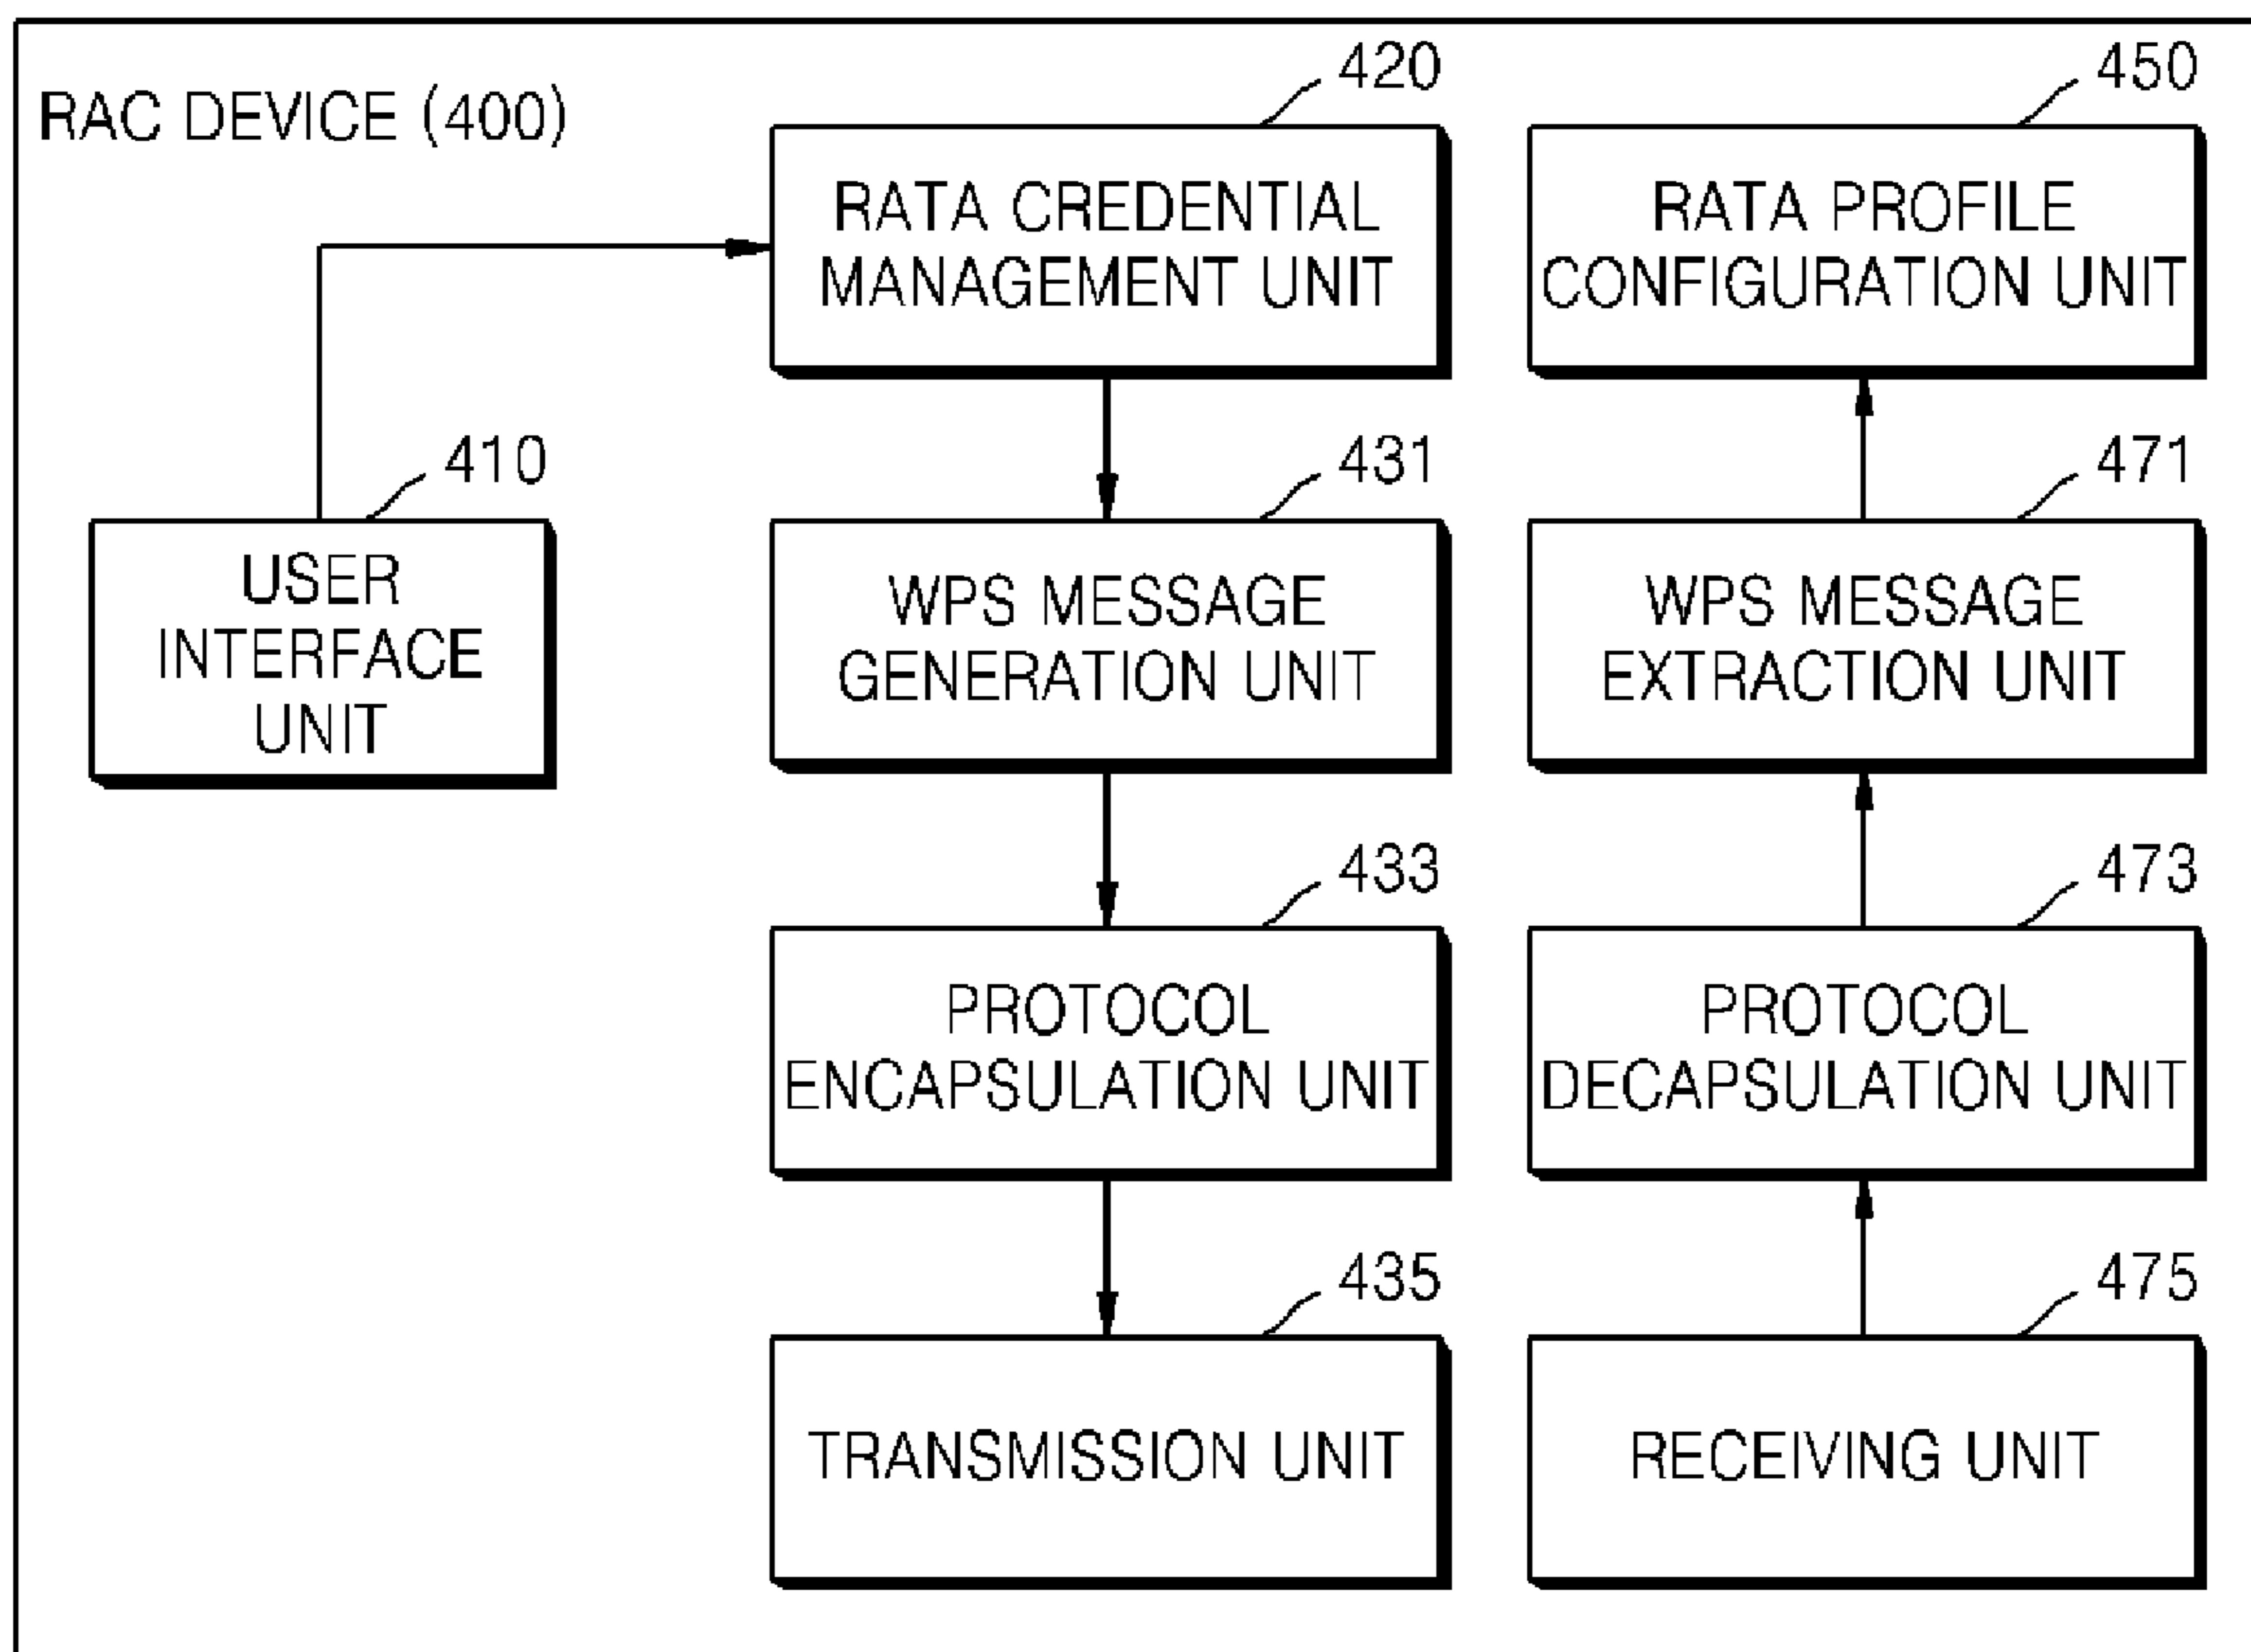 RAC DEVICE (400)
420
RATA CREDENTIAL
MANAGEMENT UNIT
450
RATA PROFILE
CONFIGURATION UNIT
410
USER
INTERFACE
UNIT
431
WPS MESSAGE
GENERATION UNIT
471
WPS MESSAGE
EXTRACTION UNIT
433
PROTOCOL
ENCAPSULATION UNIT
473
PROTOCOL
DECAPSULATION UNIT
435
TRANSMISSION UNIT
475
RECEIVING UNIT